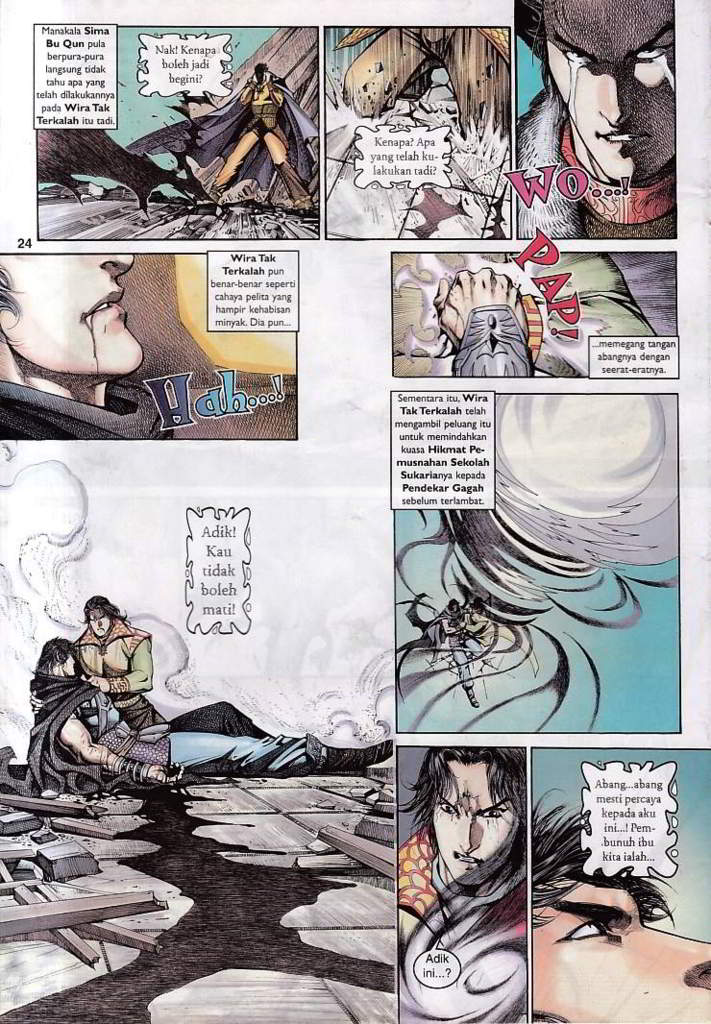 Manakala Sima
Bu Qun pula
berpura-pura
langsung tidak
tahu apa yang
telah dilakukannya
pada Wira Tak
Terkalah itu tadi.
Nak! Kenapa
boleh jadi
begini?
Kenapa? Apa
yang telah ku-
lakukan tadi?
WO...!
24
Wira Tak
Terkalah pun
benar-benar seperti
cahaya pelita yang
hampir kehabisan
minyak. Dia pun...
Hah...!
PAP!
...memegang tangan
abangnya dengan
seerat-eratnya.
Sementara itu, Wira
Tak Terkalah telah
mengambil peluang itu
untuk memindahkan
kuasa Hikmat Pe-
musnahan Sekolah
Sukarianya kepada
Pendekar Gagah
sebelum terlambat.
Adik!
Kau
tidak
boleh
mati!
Adik
ini...?
Abang...abang
mesti percaya
kepada aku
ini...! Pem-
bunuh ibu
kita ialah...